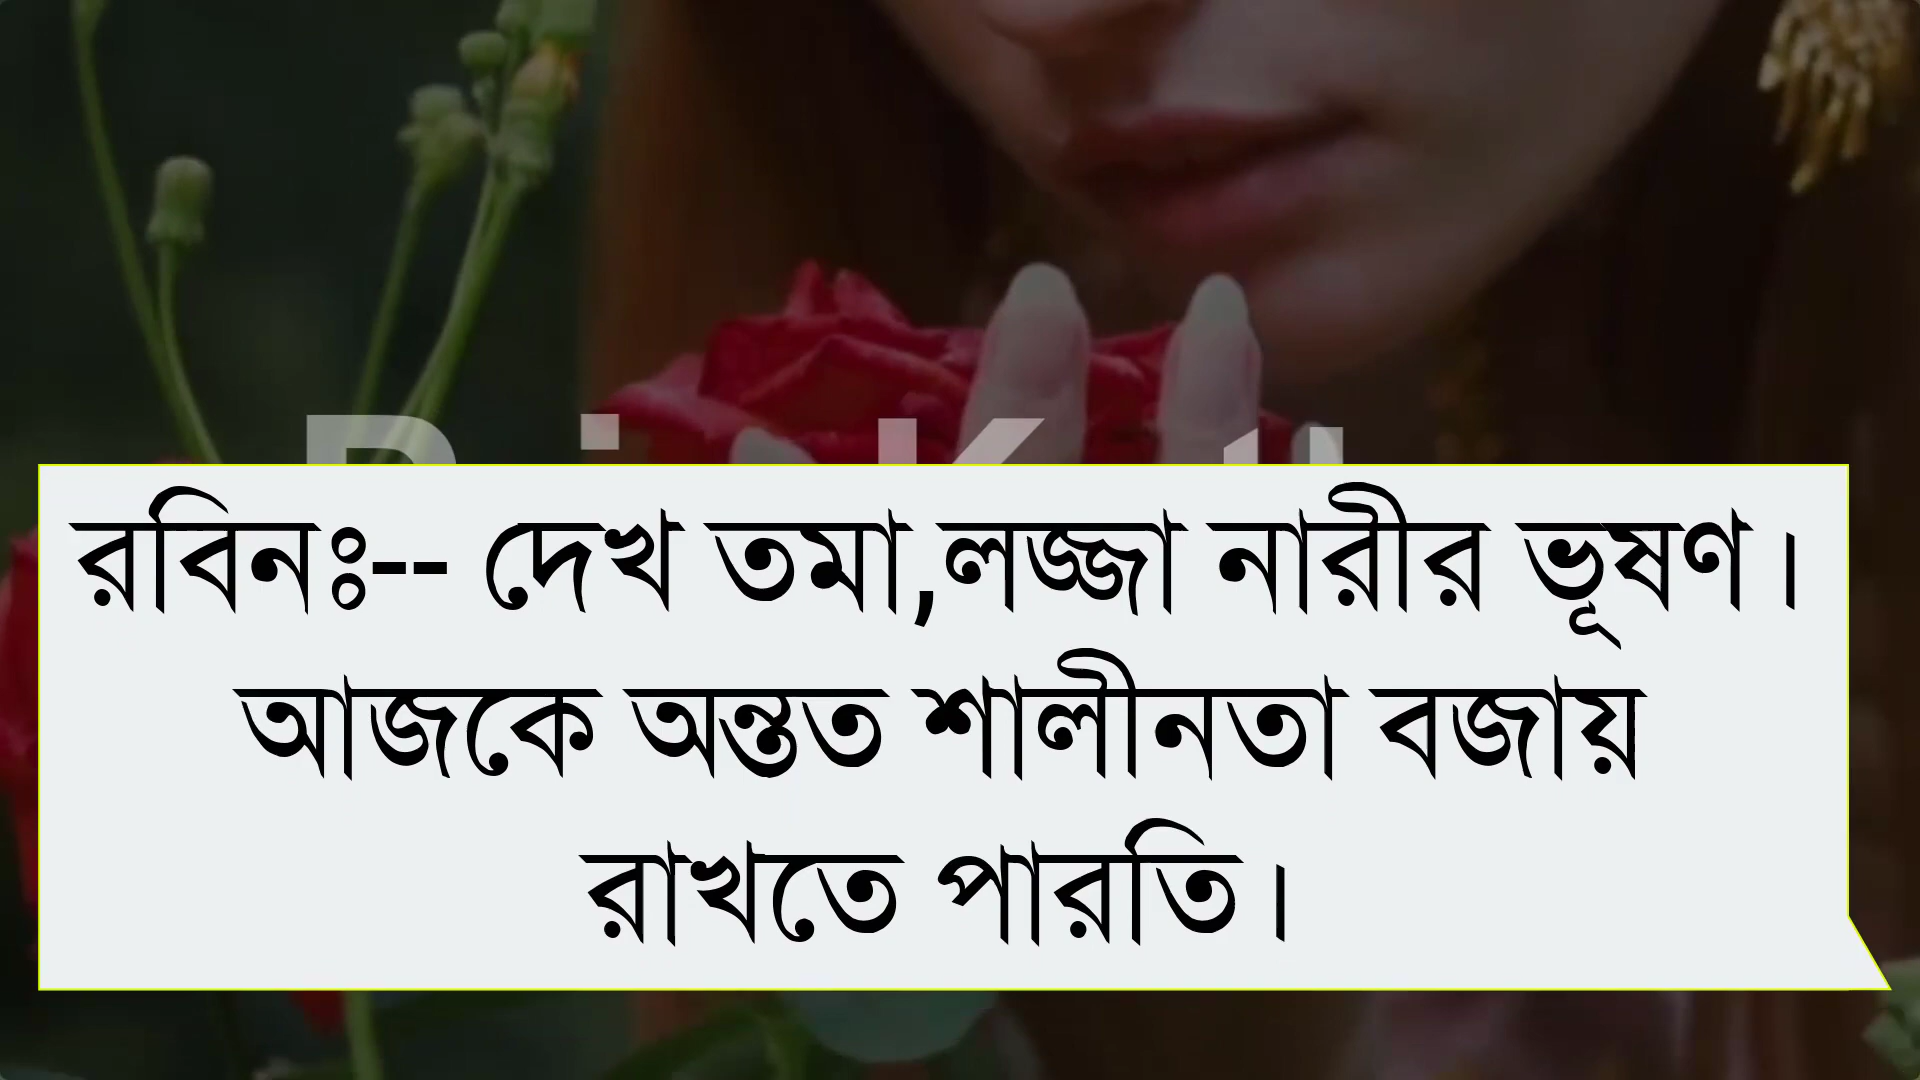 রবিনঃ-- দেখ তমা,লজ্জা নারীর ভূষণ।
আজকে অন্তত শালীনতা বজায়
রাখতে পারতি।